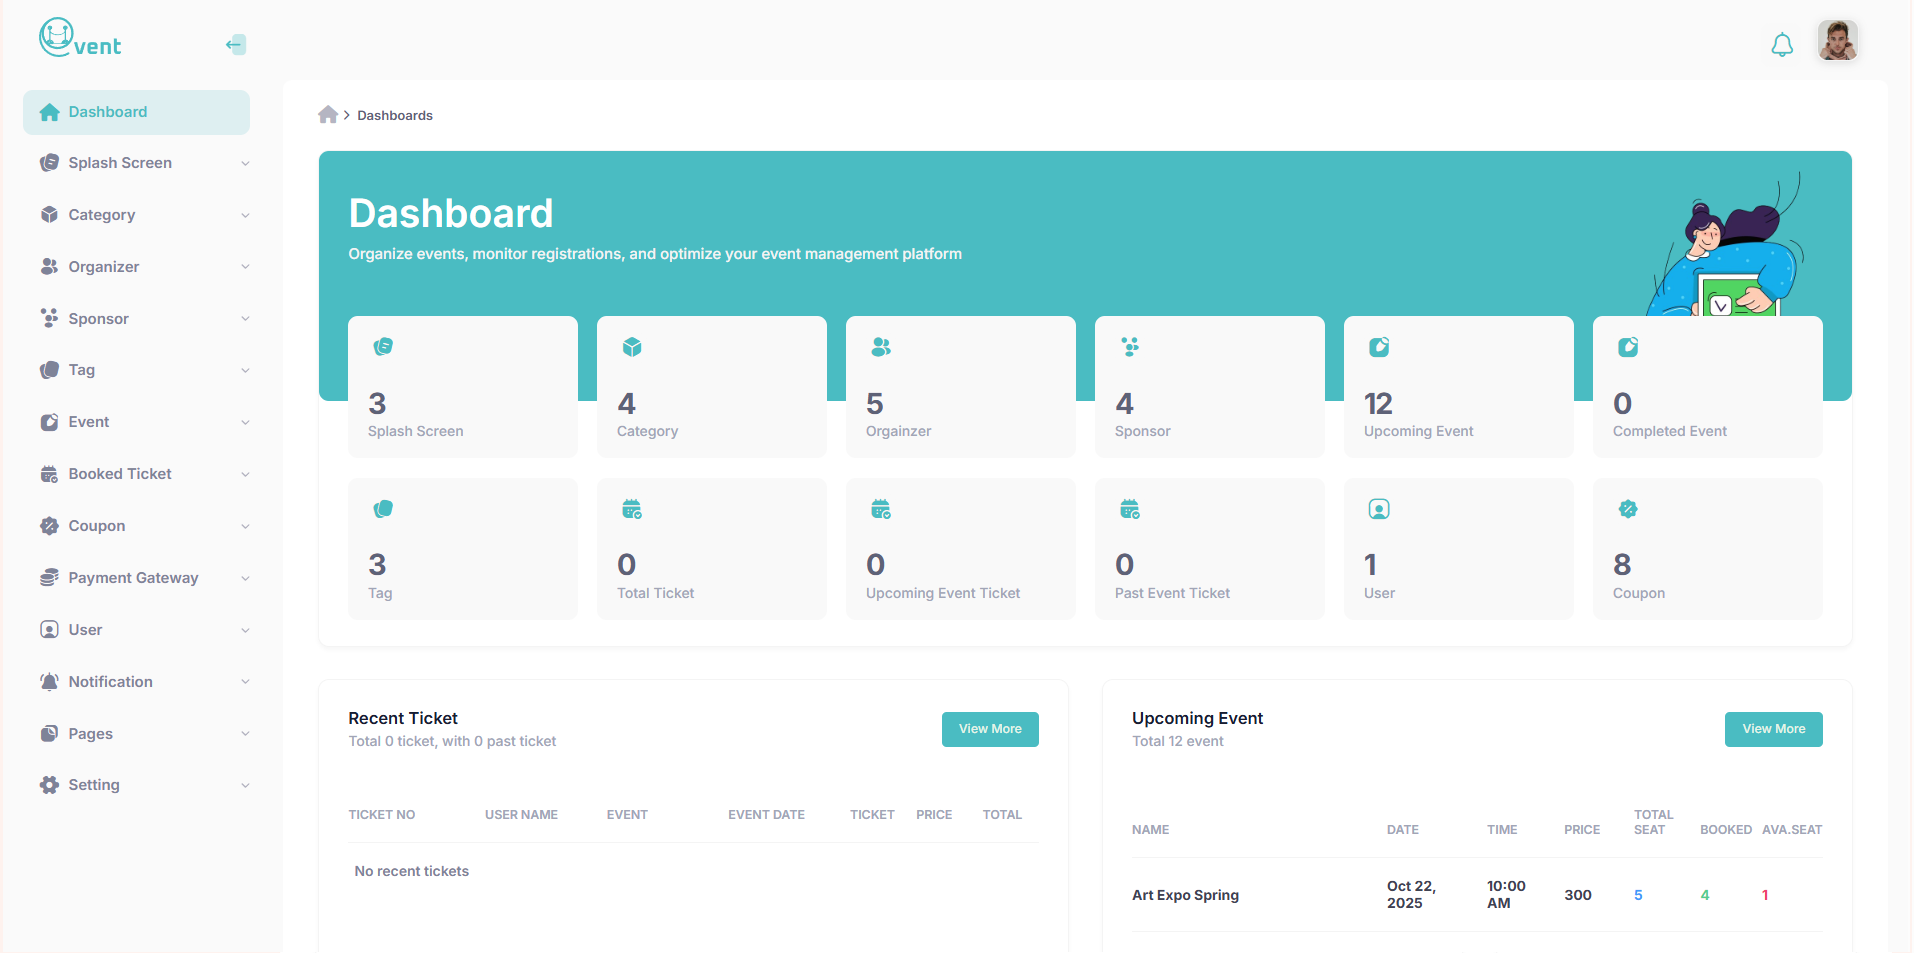 vent
Dashboard
Splash Screen
Category
Organizer
Sponsor
Tag
Event
Booked Ticket
Coupon
Payment Gateway
User
Notification
Pages
Setting
Dashboards
Dashboard
Organize events, monitor registrations, and optimize your event management platform
3
Splash Screen
4
Category
5
Orgainzer
4
Sponsor
12
Upcoming Event
0
Completed Event
3
Tag
0
Total Ticket
0
Upcoming Event Ticket
0
Past Event Ticket
1
User
8
Coupon
Recent Ticket
Total 0 ticket, with 0 past ticket
View More
TICKET NO USER NAME EVENT EVENT DATE TICKET PRICE TOTAL
No recent tickets
Upcoming Event
Total 12 event
View More
NAME DATE TIME PRICE TOTAL SEAT BOOKED AVA.SEAT
Art Expo Spring Oct 22, 2025 10:00 AM 300 5 4 1